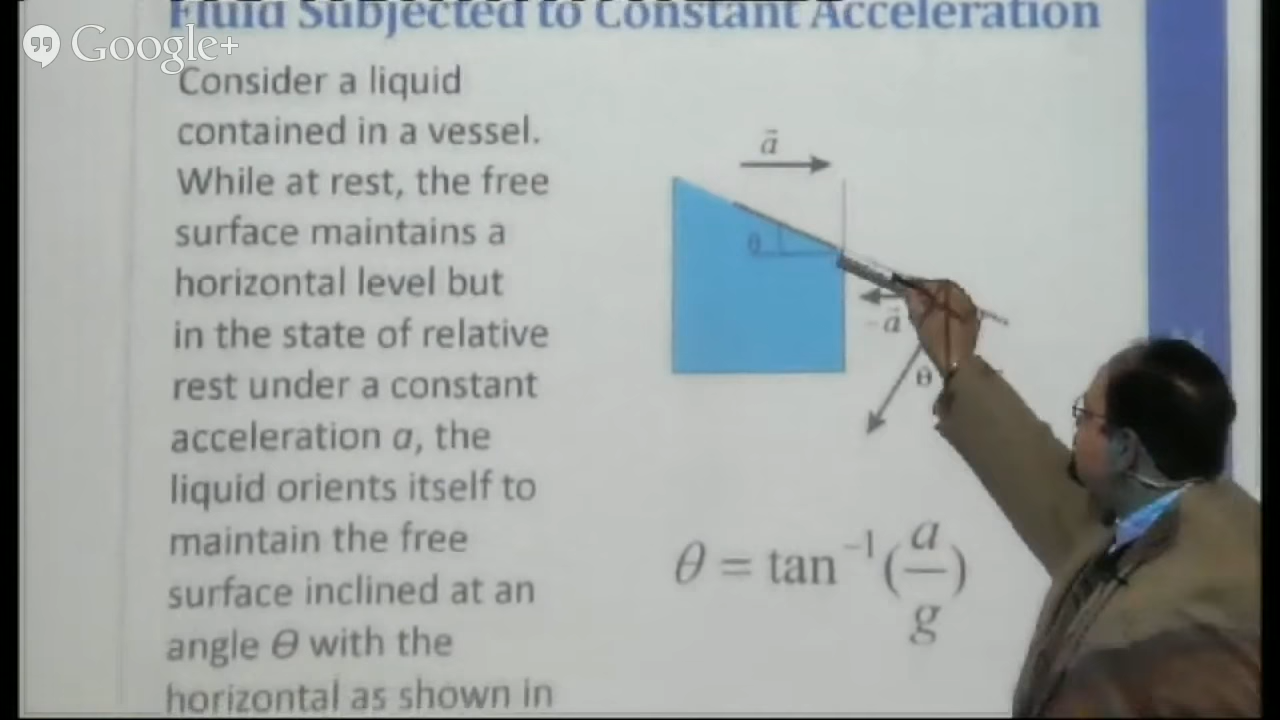 Fluid Subjected to Constant Acceleration
Google+
Consider a liquid
contained in a vessel.
While at rest, the free
surface maintains a
horizontal level but
in the state of relative
rest under a constant
acceleration a, the
liquid orients itself to
maintain the free
surface inclined at an
angle Θ with the
horizontal as shown in
a⃗
θ
-a⃗
θ
θ = tan⁻¹(a/g)